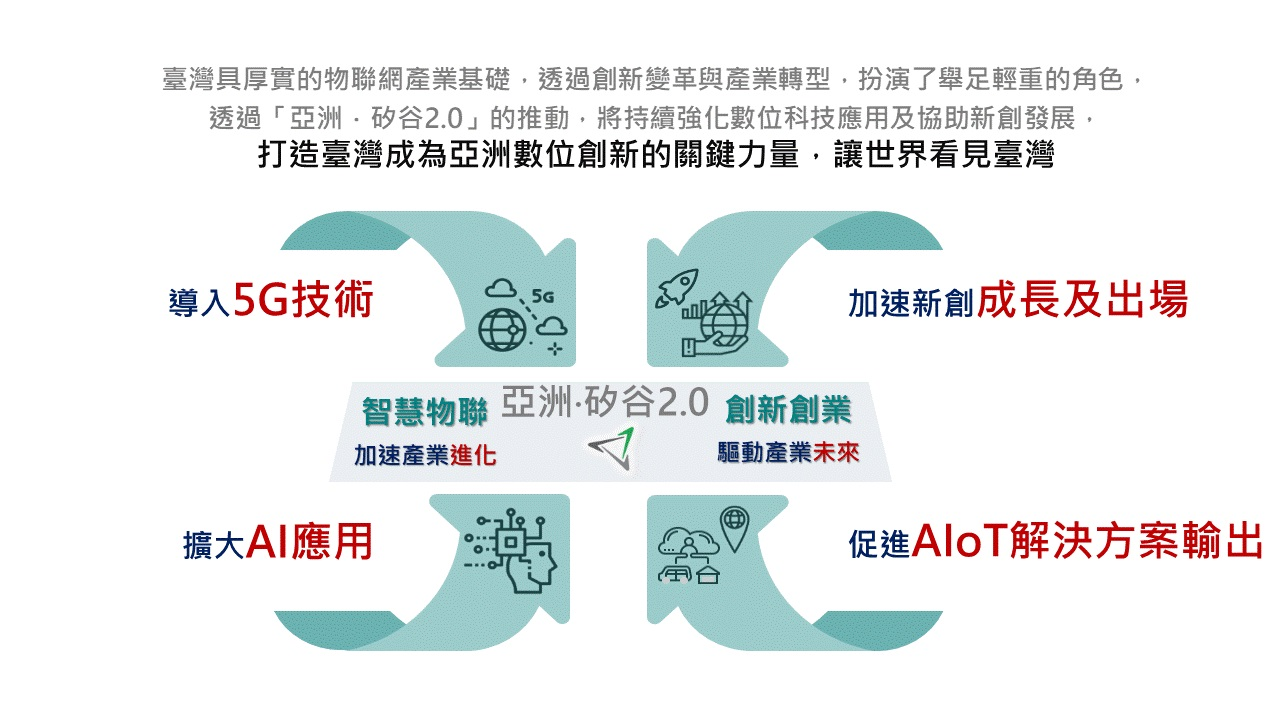 臺灣具厚實的物聯網產業基礎，透過創新變革與產業轉型，扮演了舉足輕重的角色，
透過「亞洲．矽谷2.0」的推動，將持續強化數位科技應用及協助新創發展，
打造臺灣成為亞洲數位創新的關鍵力量，讓世界看見臺灣
導入5G技術
5G
加速新創成長及出場
智慧物聯
加速產業進化
亞洲·矽谷2.0
創新創業
驅動產業未來
擴大AI應用
促進AIoT解決方案輸出